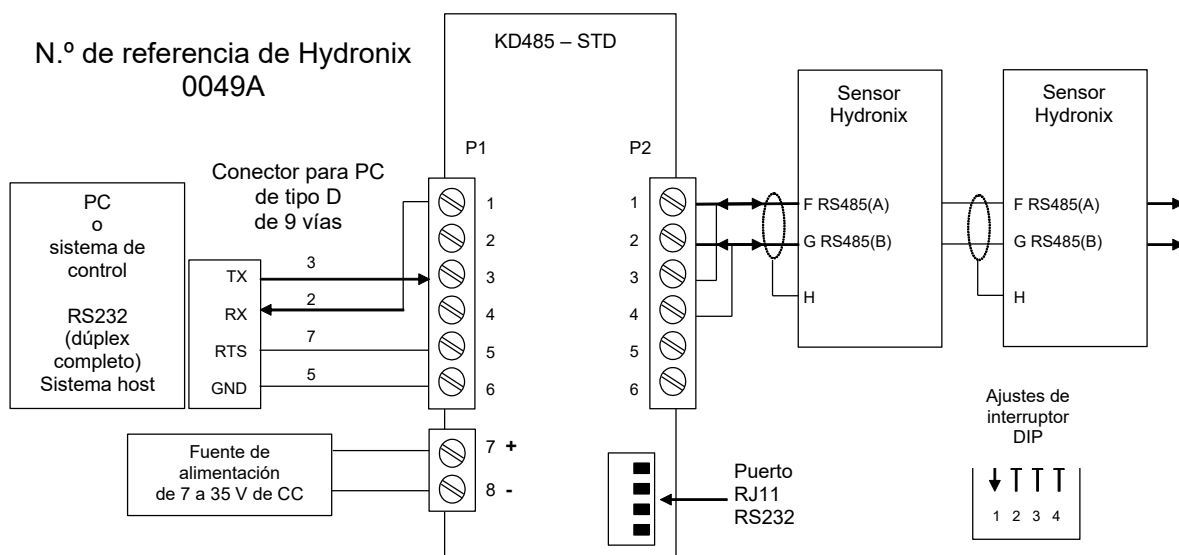 N.º de referencia de Hydronix
0049A
KD485 – STD
P1
P2
Conector para PC
de tipo D
de 9 vías
PC
o
sistema de
control
RS232
(dúplex
completo)
Sistema host
TX
RX
RTS
GND
3
2
7
5
1
2
3
4
5
6
7 +
8 -
Fuente de
alimentación
de 7 a 35 V de CC
1
2
3
4
5
6
Puerto
RJ11
RS232
Sensor
Hydronix
F RS485(A)
G RS485(B)
H
Sensor
Hydronix
F RS485(A)
G RS485(B)
H
Ajustes de
interruptor
DIP
1 2 3 4